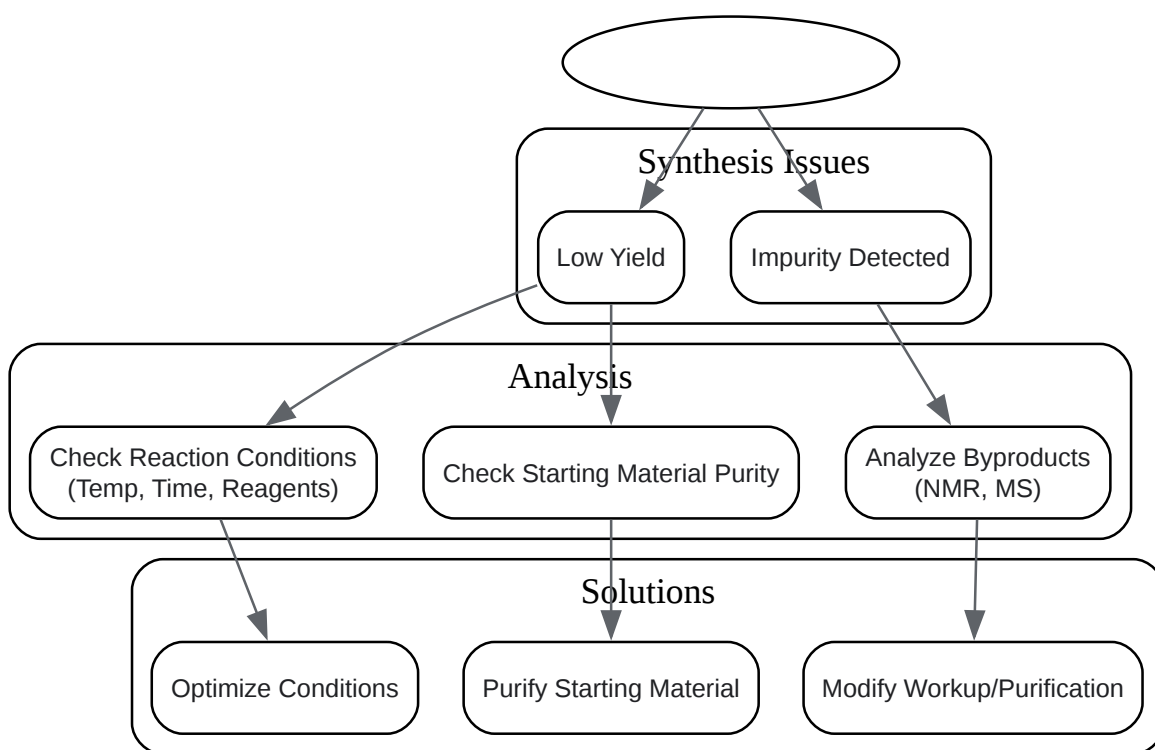 Synthesis Issues
Low Yield
Impurity Detected
Analysis
Check Reaction Conditions
(Temp, Time, Reagents)
Check Starting Material Purity
Analyze Byproducts
(NMR, MS)
Solutions
Optimize Conditions
Purify Starting Material
Modify Workup/Purification